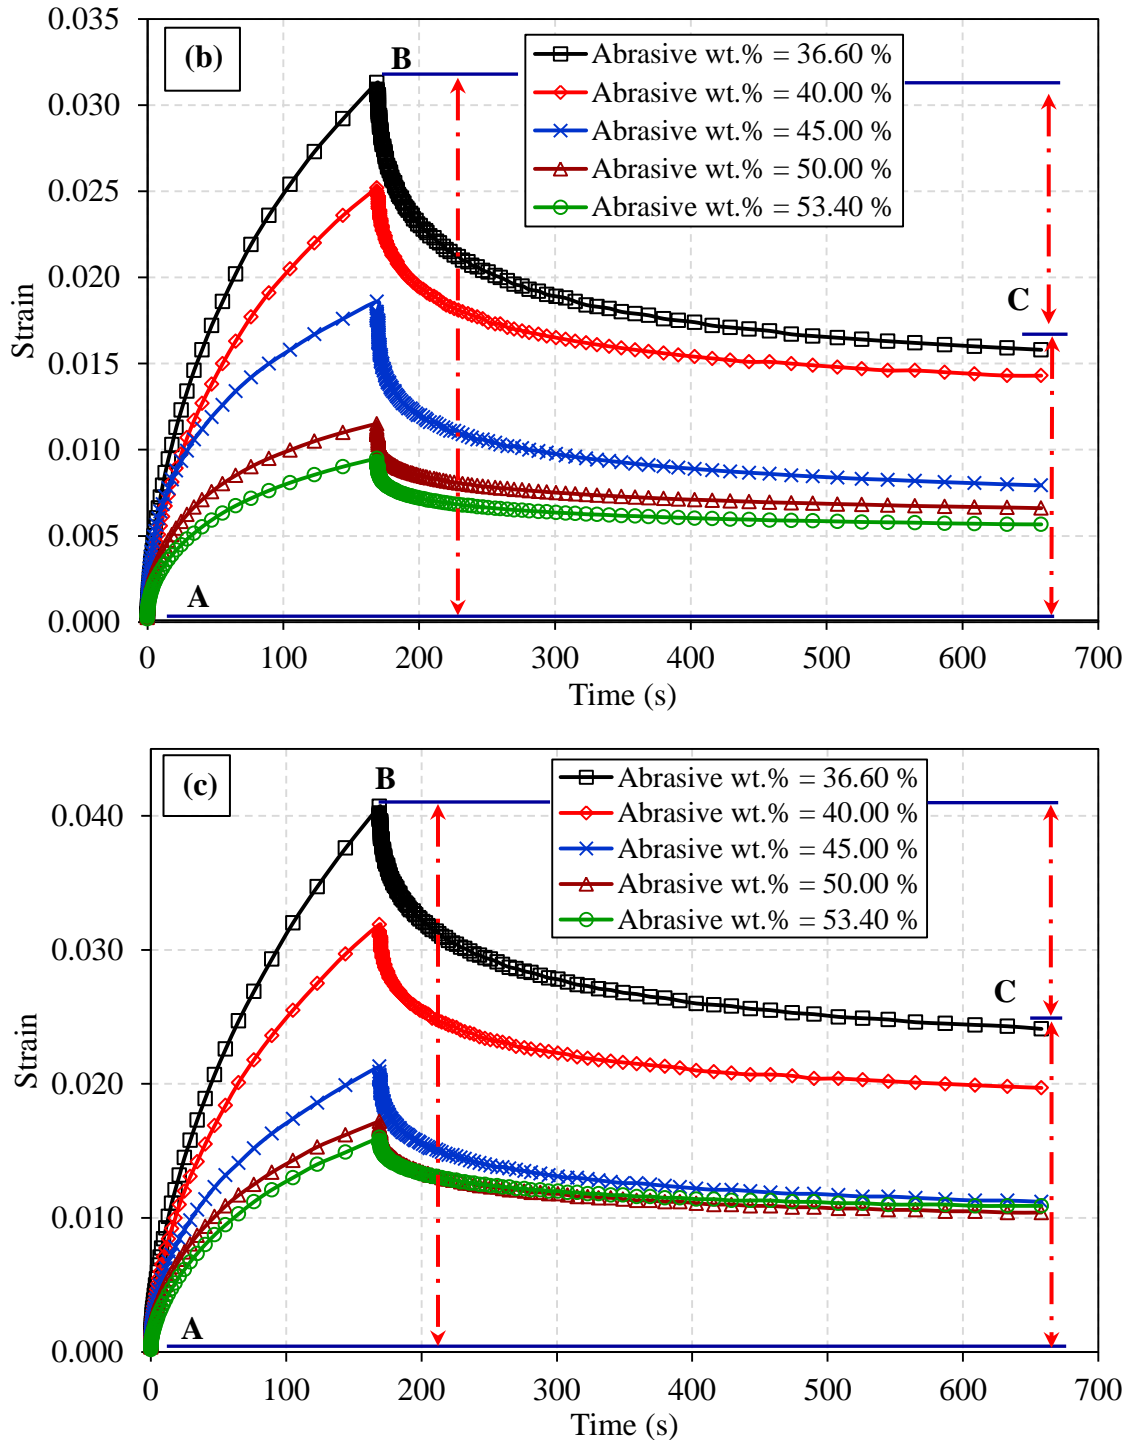 0.035
0.030
0.025
0.020
0.015
0.010
0.005
0.000
Strain
(b)
B
Abrasive wt.% = 36.60 %
Abrasive wt.% = 40.00 %
Abrasive wt.% = 45.00 %
Abrasive wt.% = 50.00 %
Abrasive wt.% = 53.40 %
C
A
0 100 200 300 400 500 600 700
Time (s)
0.040
0.030
0.020
0.010
0.000
Strain
(c)
B
Abrasive wt.% = 36.60 %
Abrasive wt.% = 40.00 %
Abrasive wt.% = 45.00 %
Abrasive wt.% = 50.00 %
Abrasive wt.% = 53.40 %
C
A
0 100 200 300 400 500 600 700
Time (s)